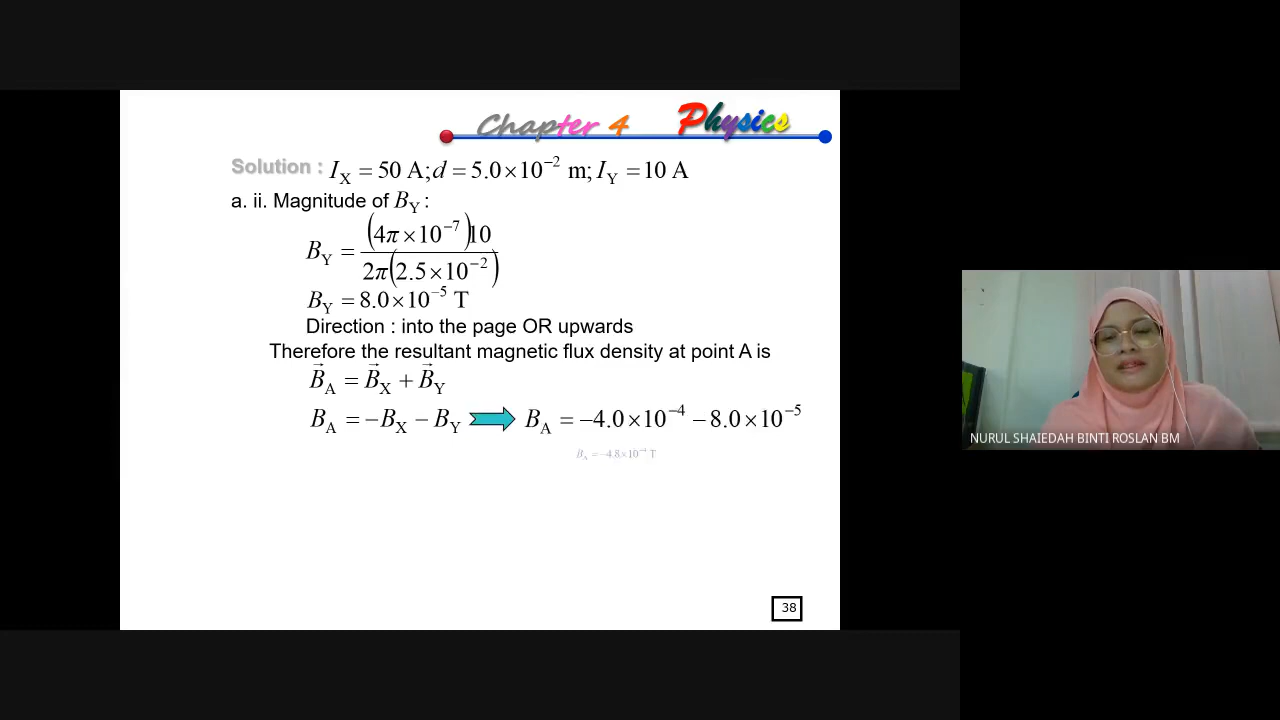 Chapter 4 Physics
Solution : I_X = 50 A; d = 5.0×10⁻² m; I_Y = 10 A
a. ii. Magnitude of B_Y :
B_Y = (4π×10⁻⁷)10 / 2π(2.5×10⁻²)
B_Y = 8.0×10⁻⁵ T
Direction : into the page OR upwards
Therefore the resultant magnetic flux density at point A is
B⃗_A = B⃗_X + B⃗_Y
B_A = −B_X − B_Y B_A = −4.0×10⁻⁴ − 8.0×10⁻⁵
B_A = −4.8×10⁻⁴ T
38
NURUL SHAIEDAH BINTI ROSLAN BM